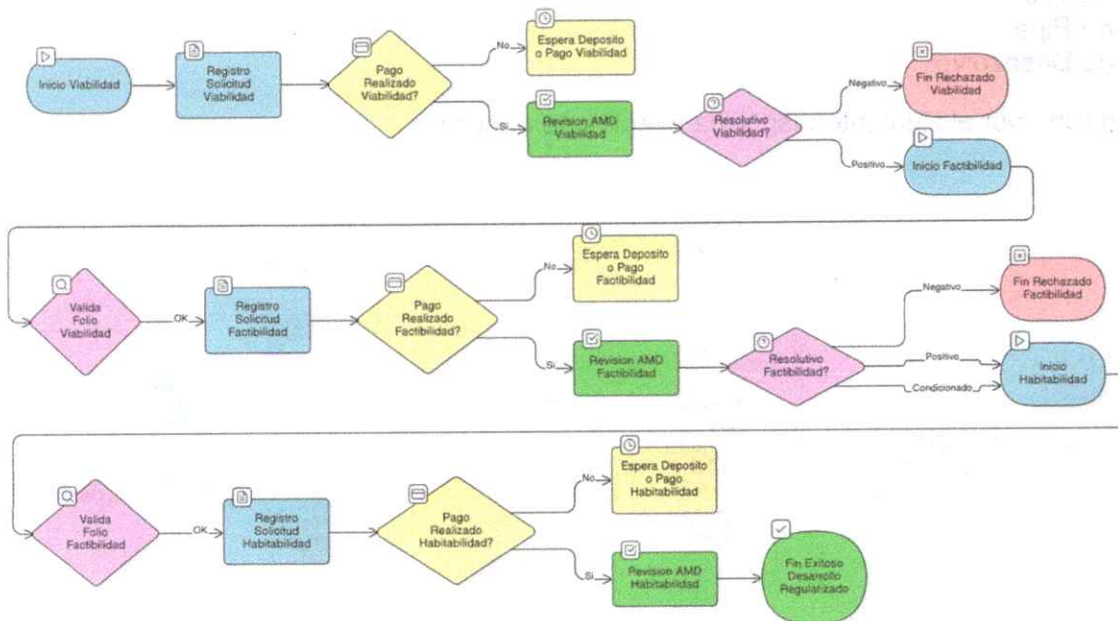 Inicio Viabilidad
Registro
Solicitud
Viabilidad
Pago
Realizado
Viabilidad?
No
Espera Deposito
o Pago Viabilidad
Si
Revision AMD
Viabilidad
Resolutivo
Viabilidad?
Negativo
Fin Rechazado
Viabilidad
Positivo
Inicio Factibilidad
Valida
Folio
Viabilidad
OK
Registro
Solicitud
Factibilidad
Pago
Realizado
Factibilidad?
No
Espera Deposito
o Pago
Factibilidad
Si
Revision AMD
Factibilidad
Resolutivo
Factibilidad?
Negativo
Fin Rechazado
Factibilidad
Positivo
Condicionado
Inicio
Habitabilidad
Valida
Folio
Factibilidad
OK
Registro
Solicitud
Habitabilidad
Pago
Realizado
Habitabilidad?
No
Espera Deposito
o Pago
Habitabilidad
Si
Revision AMD
Habitabilidad
Fin Exitoso
Desarrollo
Regularizado